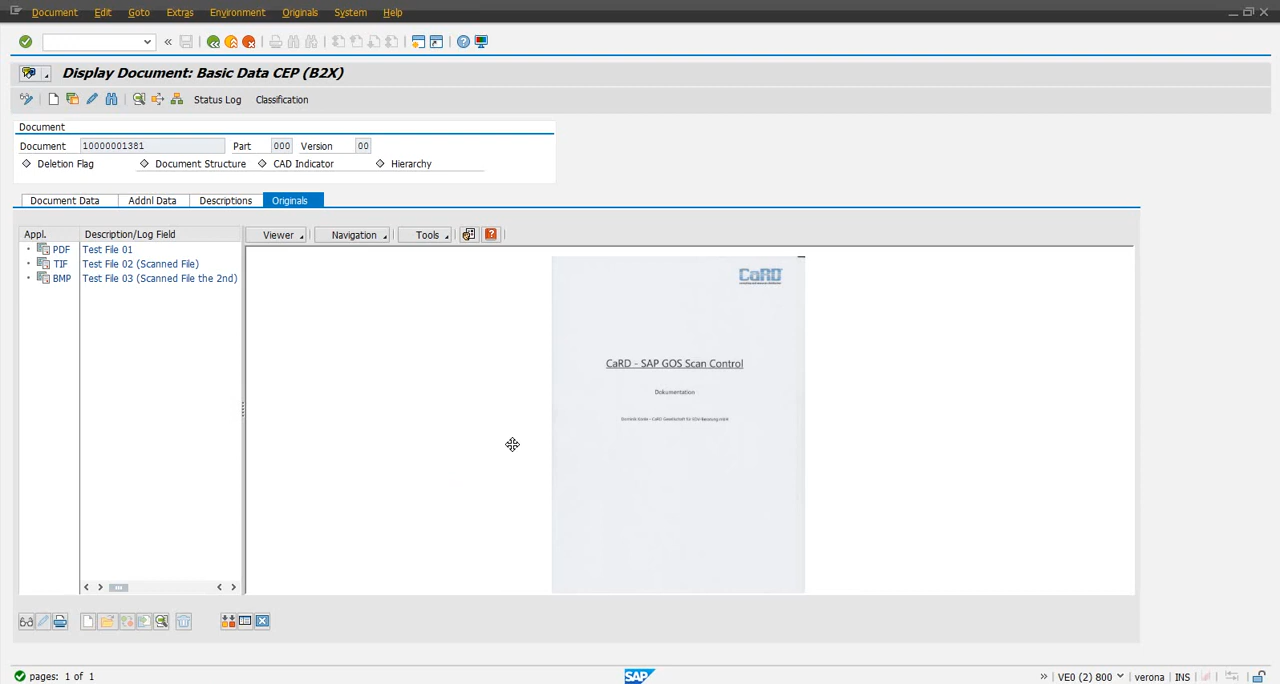 Document Edit Goto Extras Environment Originals System Help
Display Document: Basic Data CEP (B2X)
Status Log Classification
Document
Document 10000001381 Part 000 Version 00
Deletion Flag Document Structure CAD Indicator Hierarchy
Document Data Addnl Data Descriptions Originals
Appl. Description/Log Field Viewer Navigation Tools
PDF Test File 01
TIF Test File 02 (Scanned File)
BMP Test File 03 (Scanned File the 2nd)
CaRD
CaRD - SAP GOS Scan Control
Dokumentation
pages: 1 of 1 SAP VE0 (2) 800 verona INS